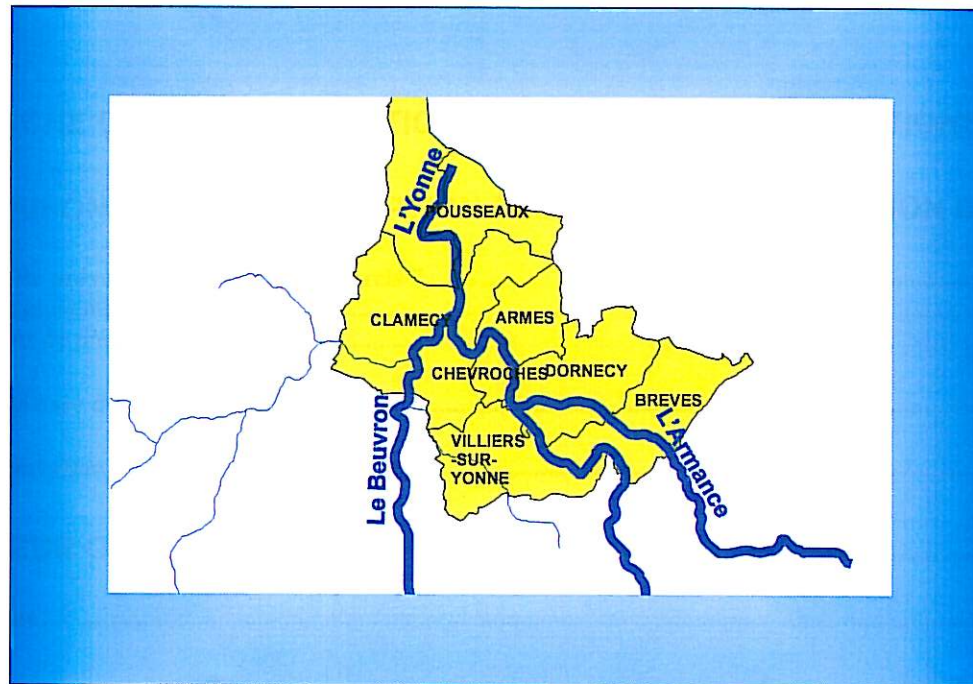 L'Yonne
POUSSEAUX
CLAMECY
ARMES
CHEVROCHES
DORNECY
BREVES
VILLIERS
-SUR-
YONNE
Le Beuvron
L'Armance